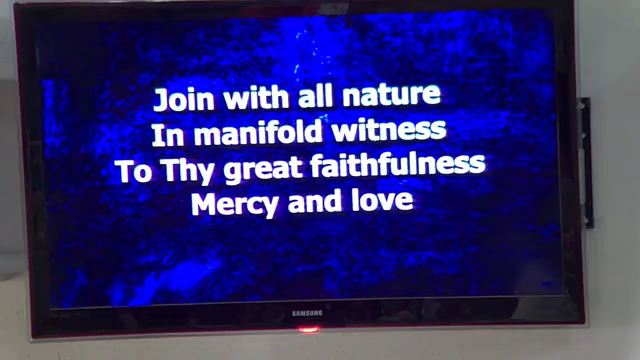 Join with all nature
In manifold witness
To Thy great faithfulness
Mercy and love
SAMSUNG